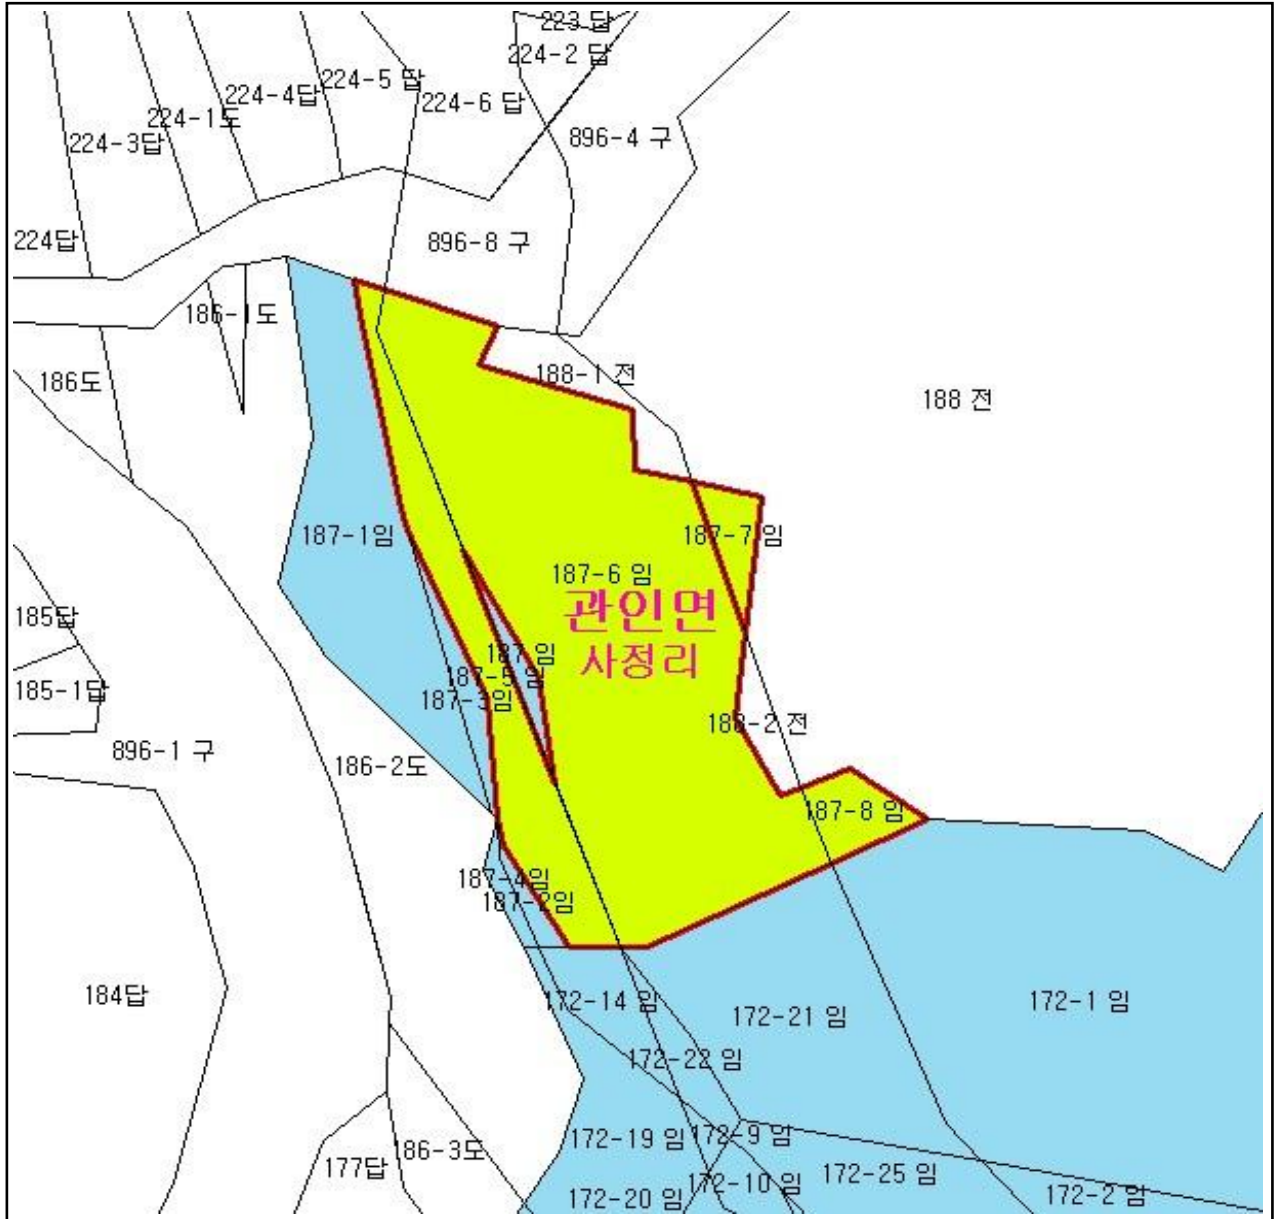 223 답
224-2 답
224-5 답
224-4답
224-6 답
224-1도
224-3답
896-4 구
224답
896-8 구
186-1도
188-1 전
186도
188 전
187-1임
187-7 임
187-6 임
관인면
185답
187 임
사정리
187-5 임
185-1답
187-3임
188-2 전
896-1 구
186-2도
187-8 임
187-4임
187-2임
184답
172-14 임
172-21 임
172-1 임
172-22 임
172-19 임
172-9 임
186-3도
177답
172-10 임
172-25 임
172-20 임
172-2 임